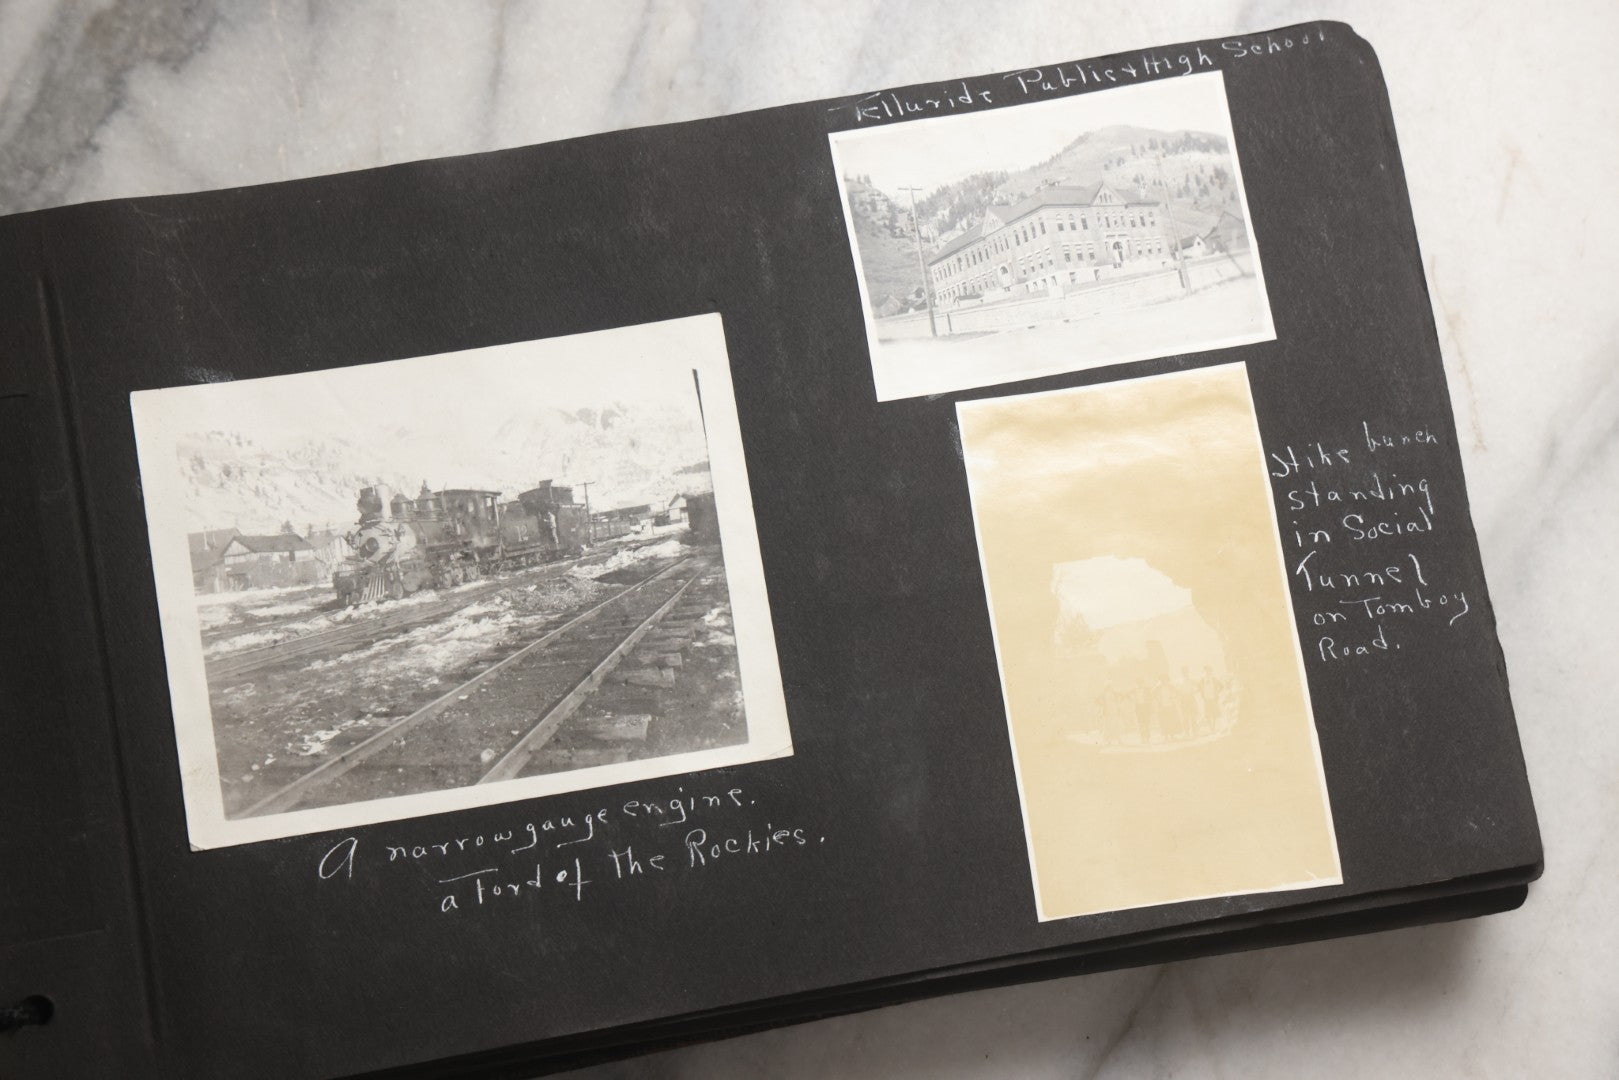 Telluride Public & High School
A narrow gauge engine.
a Ford of the Rockies.
Hike bunch
standing
in Social
Tunnel
on Tomboy
Road.